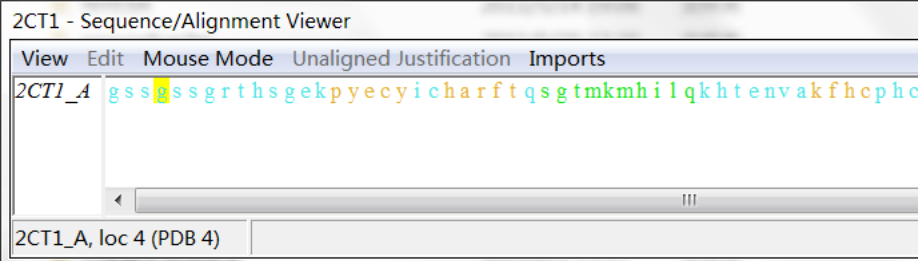 2CT1 - Sequence/Alignment Viewer
View Edit Mouse Mode Unaligned Justification Imports
2CT1_A gssgssgrthsgekpyecyicharftqsgtmkmhilqkhtenvakfhcphc
2CT1_A, loc 4 (PDB 4)